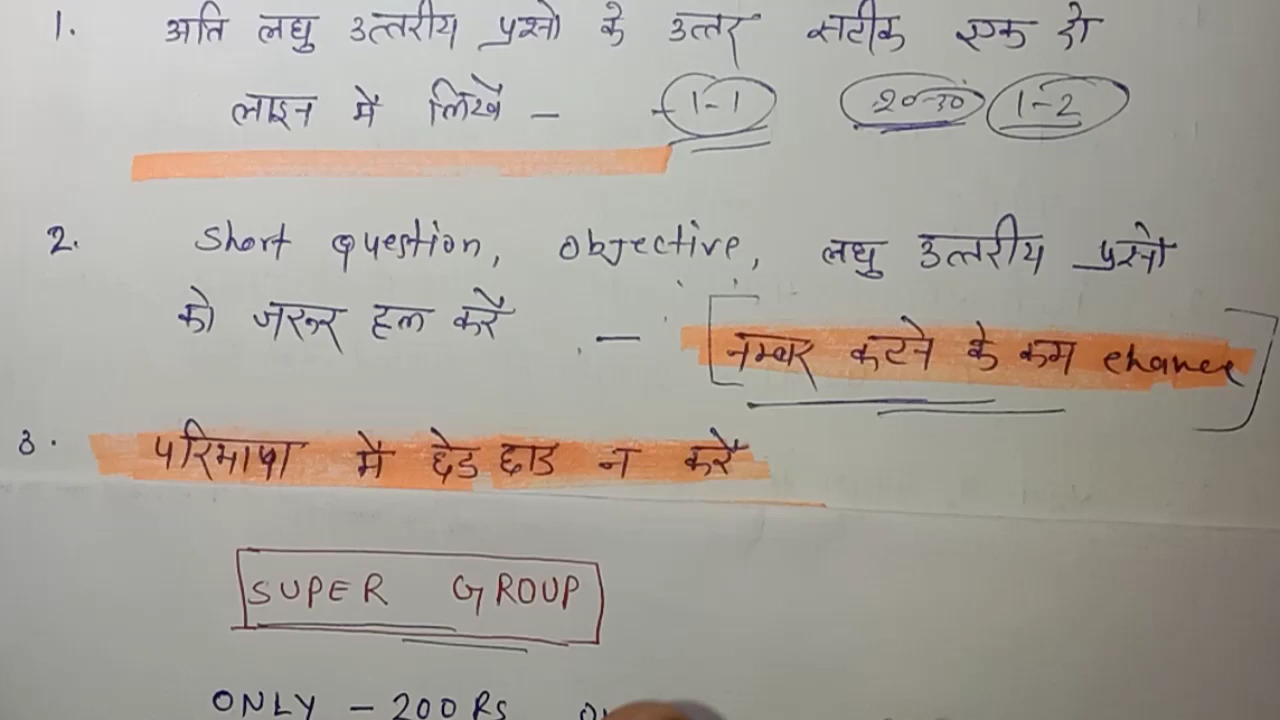 1. अति लघु उत्तरीय प्रश्नो के उत्तर सटीक एक दो
लाइन में लिखें – 1-1 20-30 1-2
2. Short question, objective, लघु उत्तरीय प्रश्नो
को जरूर हल करें – [नम्बर कटने के कम chance]
3. परिभाषा में छेड छाड न करें
SUPER GROUP
ONLY – 200 RS